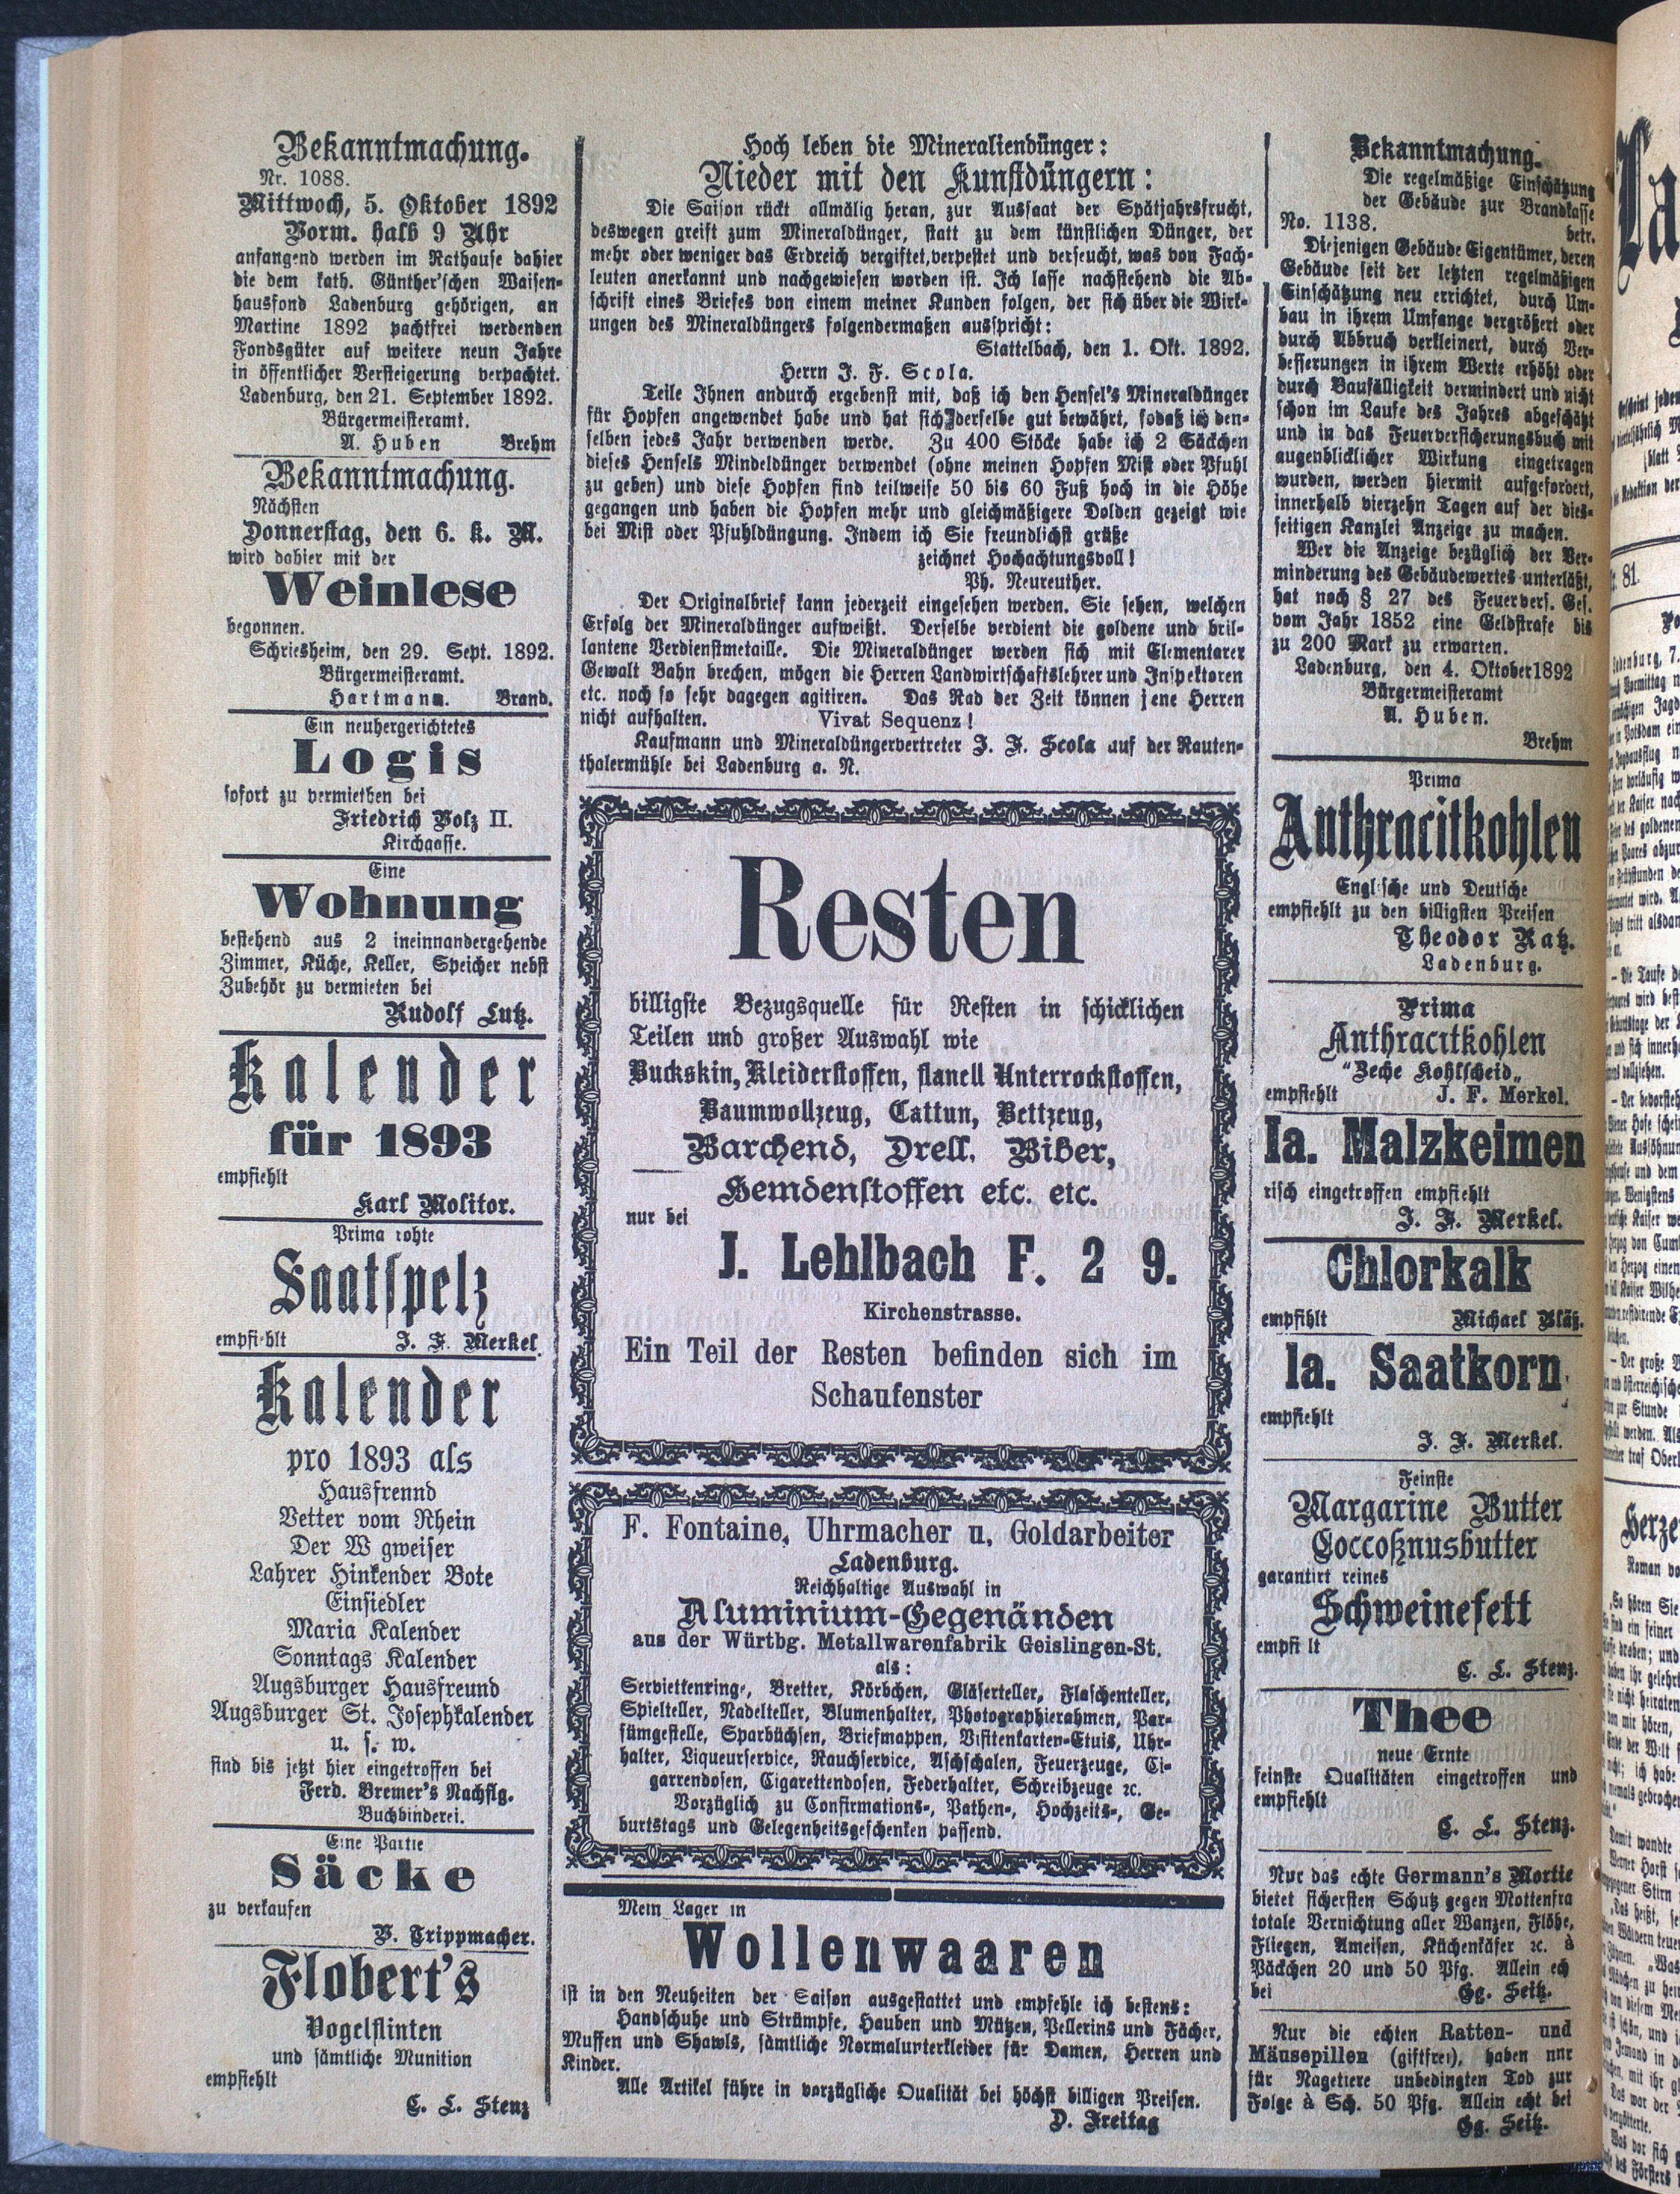 Bekanntmachung.
Nr. 1088.
Mittwoch, 5. Oktober 1892
Vorm. halb 9 Uhr
anfangend werden im Rathause dahier
die dem kath. Günther'schen Waisen-
hausfond Ladenburg gehörigen, an
Martine 1892 pachtfrei werdenden
Fondsgüter auf weitere neun Jahre
in öffentlicher Versteigerung verpachtet.
Ladenburg, den 21. September 1892.
Bürgermeisteramt.
A. Huben Brehm
Bekanntmachung.
Nächsten
Donnerstag, den 6. k. M.
wird dahier mit der
Weinlese
begonnen.
Schriesheim, den 29. Sept. 1892.
Bürgermeisteramt.
Hartmann. Brand.
Ein neuhergerichtetes
Logis
sofort zu vermiethen bei
Friedrich Volz II.
Kirchgasse.
Eine
Wohnung
bestehend aus 2 ineinnandergehende
Zimmer, Küche, Keller, Speicher nebst
Zubehör zu vermieten bei
Rudolf Lutz.
Kalender
für 1893
empfiehlt
Karl Molitor.
Prima rohte
Saatspelz
empfi hlt J. F. Merkel
Kalender
pro 1893 als
Hausfrennd
Vetter vom Rhein
Der W gweiser
Lahrer Hinkender Bote
Einsiedler
Maria Kalender
Sonntags Kalender
Augsburger Hausfreund
Augsburger St. Josephkalender
u. s. w.
sind bis jetzt hier eingetroffen bei
Ferd. Bremer's Nachflg.
Buchbinderei.
Eine Partie
Säcke
zu verkaufen
V. Trippmacher.
Flobert's
Vogelflinten
und sämtliche Munition
empfiehlt
C. L. Stenz
Hoch leben die Mineraliendünger:
Nieder mit den Kunstdüngern:
Die Saison rückt allmälig heran, zur Aussaat der Spätjahrsfrucht,
deswegen greift zum Mineraldünger, statt zu dem künstlichen Dünger, der
mehr oder weniger das Erdreich vergiftet, verpestet und verseucht, was von Fach-
leuten anerkannt und nachgewiesen worden ist. Ich lasse nachstehend die Ab-
schrift eines Briefes von einem meiner Kunden folgen, der sich über die Wirk-
ungen des Mineraldüngers folgendermaßen ausspricht:
Stattelbach, den 1. Okt. 1892.
Herrn J. F. Scola.
Teile Ihnen andurch ergebenst mit, daß ich den Hensel's Mineraldünger
für Hopfen angewendet habe und hat sich derselbe gut bewährt, sodaß ich den-
selben jedes Jahr verwenden werde. Zu 400 Stöcke habe ich 2 Säckchen
dieses Hensels Mindeldünger verwendet (ohne meinen Hopfen Mist oder Pfuhl
zu geben) und diese Hopfen sind teilweise 50 bis 60 Fuß hoch in die Höhe
gegangen und haben die Hopfen mehr und gleichmäßigere Dolden gezeigt wie
bei Mist oder Pfuhldüngung. Indem ich Sie freundlichst grüße
zeichnet Hochachtungsvoll!
Ph. Neureuther.
Der Originalbrief kann jederzeit eingesehen werden. Sie sehen, welchen
Erfolg der Mineraldünger aufweißt. Derselbe verdient die goldene und bril-
lantene Verdienstmetaille. Die Mineraldünger werden sich mit Elementarer
Gewalt Bahn brechen, mögen die Herren Landwirtschaftslehrer und Inspektoren
etc. noch so sehr dagegen agitiren. Das Rad der Zeit können jene Herren
nicht aufhalten. Vivat Sequenz!
Kaufmann und Mineraldüngervertreter J. F. Scola auf der Rauten-
thalermühle bei Ladenburg a. N.
Resten
billigste Bezugsquelle für Resten in schicklichen
Teilen und großer Auswahl wie
Buckskin, Kleiderstoffen, flanell Unterrockstoffen,
Baumwollzeug, Cattun, Bettzeug,
Barchend, Drell, Biber,
Hemdenstoffen etc. etc.
nur bei
J. Lehlbach F. 2 9.
Kirchenstrasse.
Ein Teil der Resten befinden sich im
Schaufenster
F. Fontaine, Uhrmacher u. Goldarbeiter
Ladenburg.
Reichhaltige Auswahl in
Aluminium-Gegenänden
aus der Würtbg. Metallwarenfabrik Geislingen-St.
als:
Serviettenringe, Bretter, Körbchen, Gläserteller, Flaschenteller,
Spielteller, Nadelteller, Blumenhalter, Photographierahmen, Par-
fümgestelle, Sparbüchsen, Briefmappen, Visitenkarten-Etuis, Uhr-
halter, Liqueurservice, Rauchservice, Aschschalen, Feuerzeuge, Ci-
garrendosen, Cigarettendosen, Federhalter, Schreibzeuge ꝛc.
Vorzüglich zu Confirmations-, Pathen-, Hochzeits-, Ge-
burtstags und Gelegenheitsgeschenken passend.
Mein Lager in
Wollenwaaren
ist in den Neuheiten der Saison ausgestattet und empfehle ich bestens:
Handschuhe und Strümpfe, Hauben und Mützen, Pellerins und Fächer,
Muffen und Shawls, sämtliche Normalunterkleider für Damen, Herren und
Kinder.
Alle Artikel führe in vorzügliche Qualität bei höchst billigen Preisen.
D. Freitag
Bekanntmachung.
Die regelmäßige Einschätzung
der Gebäude zur Brandkasse
betr.
No. 1138.
Diejenigen Gebäude Eigentümer, deren
Gebäude seit der letzten regelmäßigen
Einschätzung neu errichtet, durch Um-
bau in ihrem Umfange vergrößert oder
durch Abbruch verkleinert, durch Ver-
besserungen in ihrem Werte erhöht oder
durch Baufälligkeit vermindert und nicht
schon im Laufe des Jahres abgeschätzt
und in das Feuerversicherungsbuch mit
augenblicklicher Wirkung eingetragen
wurden, werden hiermit aufgefordert,
innerhalb vierzehn Tagen auf der dies-
seitigen Kanzlei Anzeige zu machen.
Wer die Anzeige bezüglich der Ver-
minderung des Gebäudewertes unterläßt,
hat noch § 27 des Feuervers. Ges.
vom Jahr 1852 eine Geldstrafe bis
zu 200 Mark zu erwarten.
Ladenburg, den 4. Oktober 1892
Bürgermeisteramt
A. Huben.
Brehm
Prima
Anthracitkohlen
Englische und Deutsche
empfiehlt zu den billigsten Preisen
Theodor Katz.
Ladenburg.
Prima
Anthracitkohlen
"Zeche Kohlscheid„
empfiehlt J. F. Merkel.
Ia. Malzkeimen
risch eingetroffen empfiehlt
J. F. Merkel.
Chlorkalk
empfihlt Michael Bläß.
Ia. Saatkorn
empfiehlt
J. F. Merkel.
Feinste
Margarine Butter
Coccoßnusbutter
garantirt reines
Schweinefett
empfi lt
C. L. Stenz.
Thee
neue Ernte
feinste Qualitäten eingetroffen und
empfiehlt
C. L. Stenz.
Nur das echte Germann's Mortie
bietet sichersten Schutz gegen Mottenfra
totale Vernichtung aller Wanzen, Flöhe,
Fliegen, Ameisen, Küchenkäfer ꝛc. à
Päckchen 20 und 50 Pfg. Allein ech
bei Gg. Seitz.
Nur die echten Ratten- und
Mäusepillen (giftfrei), haben nnr
für Nagetiere unbedingten Tod zur
Folge à Sch. 50 Pfg. Allein echt bei
Gg. Seitz.